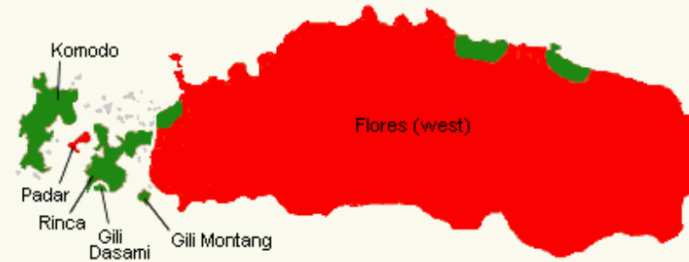 Komodo
Flores (west)
Padar
Rinca
Gili
Dasami
Gili Montang